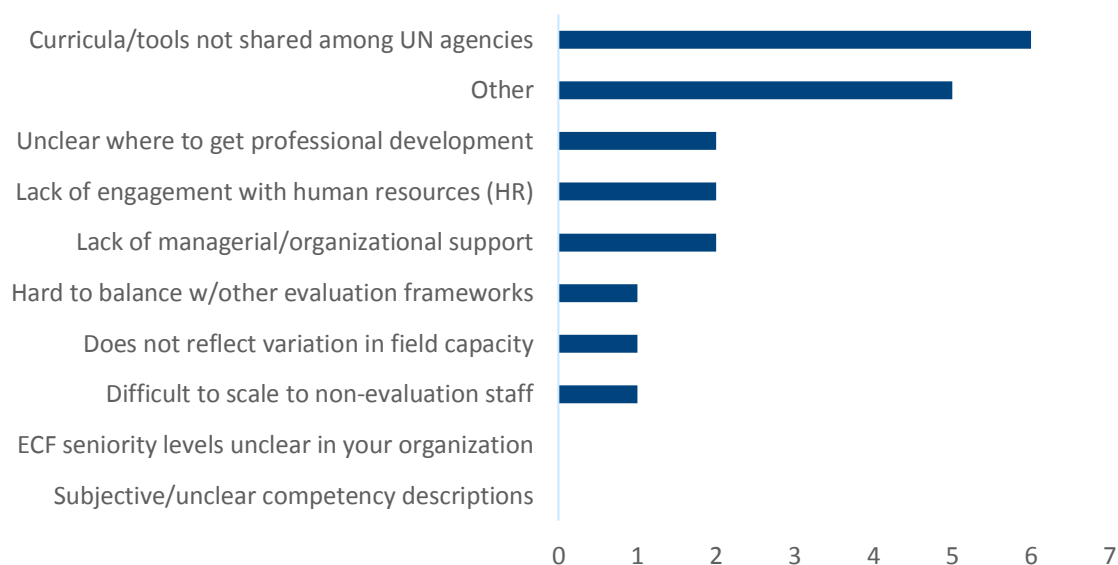 Curricula/tools not shared among UN agencies
Other
Unclear where to get professional development
Lack of engagement with human resources (HR)
Lack of managerial/organizational support
Hard to balance w/other evaluation frameworks
Does not reflect variation in field capacity
Difficult to scale to non-evaluation staff
ECF seniority levels unclear in your organization
Subjective/unclear competency descriptions
0 1 2 3 4 5 6 7